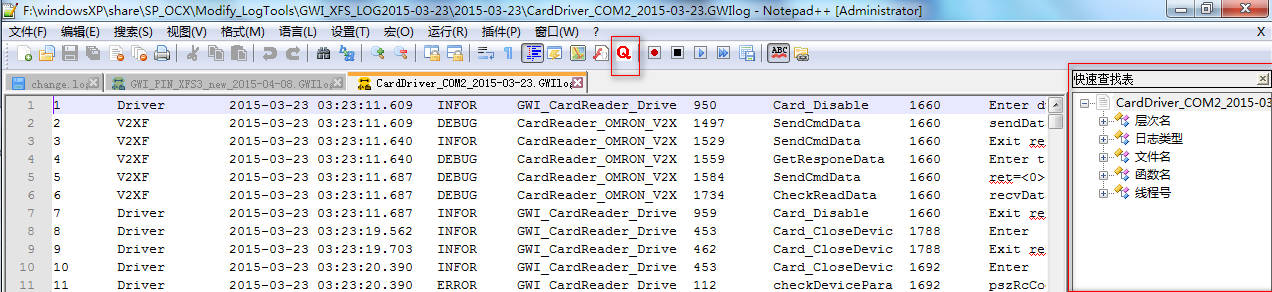 F:\windowsXP\share\SP_OCX\Modify_LogTools\GWI_XFS_LOG2015-03-23\2015-03-23\CardDriver_COM2_2015-03-23.GWIlog - Notepad++ [Administrator]
文件(F) 编辑(E) 搜索(S) 视图(V) 格式(M) 语言(L) 设置(T) 宏(O) 运行(R) 插件(P) 窗口(W) ? X
Q ABC
change.log GWI_PIN_XFS3_new_2015-04-08.GWIlog CardDriver_COM2_2015-03-23.GWIlog
快速查找表
CardDriver_COM2_2015-03
层次名
日志类型
文件名
函数名
线程号
1 1 Driver 2015-03-23 03:23:11.609 INFOR GWI_CardReader_Drive 950 Card_Disable 1660 Enter d
2 2 V2XF 2015-03-23 03:23:11.609 DEBUG CardReader_OMRON_V2X 1497 SendCmdData 1660 sendDat
3 3 V2XF 2015-03-23 03:23:11.640 INFOR CardReader_OMRON_V2X 1529 SendCmdData 1660 Exit re
4 4 V2XF 2015-03-23 03:23:11.640 DEBUG CardReader_OMRON_V2X 1559 GetResponeData 1660 Enter t
5 5 V2XF 2015-03-23 03:23:11.687 DEBUG CardReader_OMRON_V2X 1584 SendCmdData 1660 ret=<0>
6 6 V2XF 2015-03-23 03:23:11.687 DEBUG CardReader_OMRON_V2X 1734 CheckReadData 1660 recvDat
7 7 Driver 2015-03-23 03:23:11.687 INFOR GWI_CardReader_Drive 959 Card_Disable 1660 Exit re
8 8 Driver 2015-03-23 03:23:19.562 INFOR GWI_CardReader_Drive 453 Card_CloseDevic 1788 Enter
9 9 Driver 2015-03-23 03:23:19.703 INFOR GWI_CardReader_Drive 462 Card_CloseDevic 1788 Exit re
10 10 Driver 2015-03-23 03:23:20.390 INFOR GWI_CardReader_Drive 453 Card_CloseDevic 1692 Enter
11 11 Driver 2015-03-23 03:23:20.390 ERROR GWI_CardReader_Drive 112 checkDevicePara 1692 pszRcCo